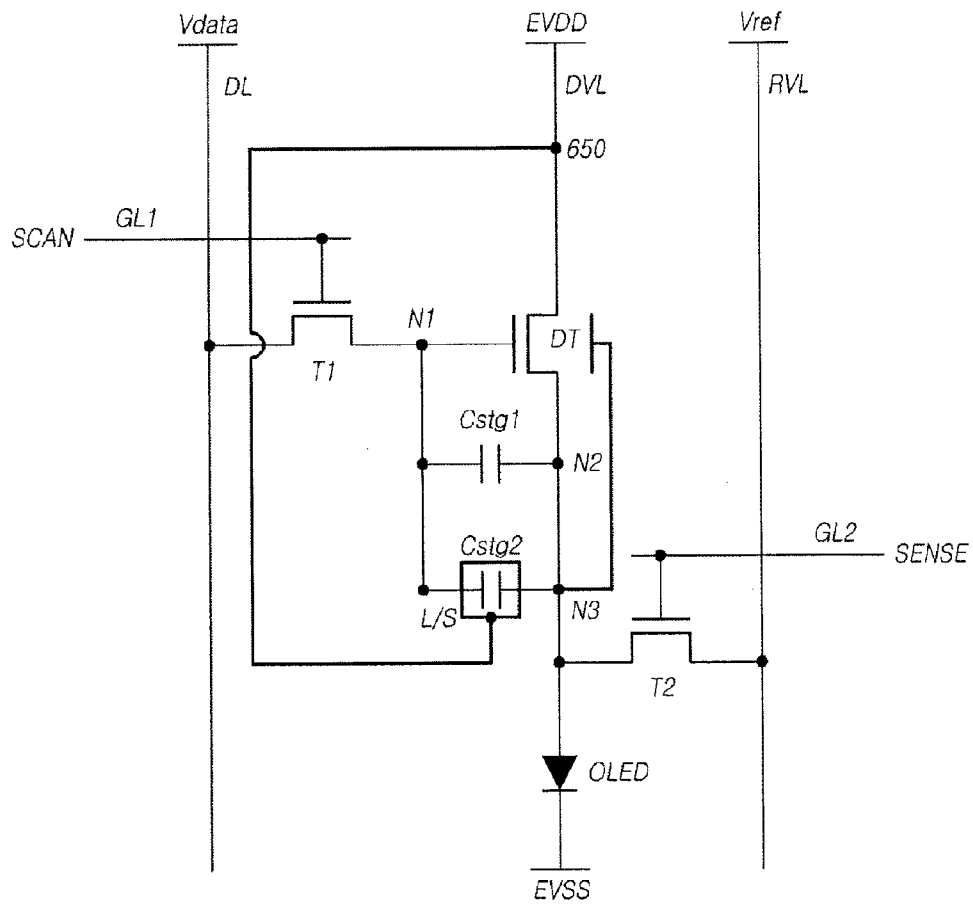 Vdata
EVDD
Vref
DL
DVL
RVL
650
GL1
SCAN
N1
DT
T1
Cstg1
N2
GL2
Cstg2
SENSE
L/S
N3
T2
OLED
EVSS